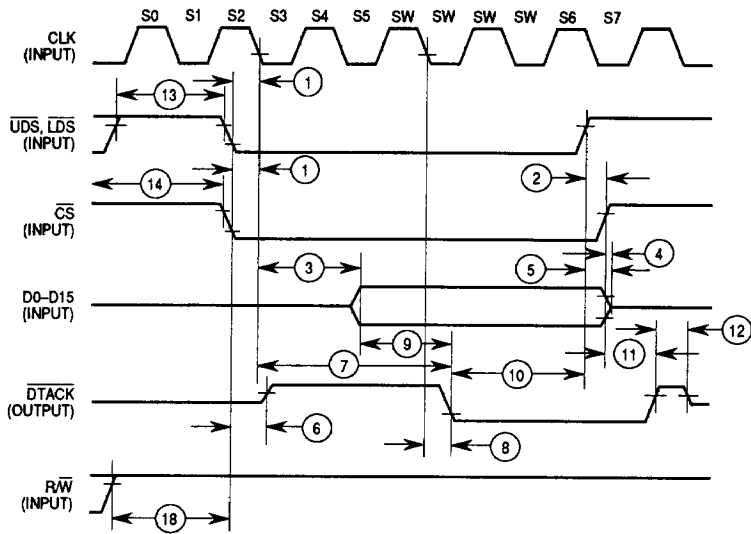 S0 S1 S2 S3 S4 S5 SW SW SW SW S6 S7
CLK
(INPUT)
1
13
UDS, LDS
(INPUT)
1
2
14
CS
(INPUT)
4
3
5
D0–D15
(INPUT)
12
9
11
7
10
DTACK
(OUTPUT)
6
8
R/W
(INPUT)
18